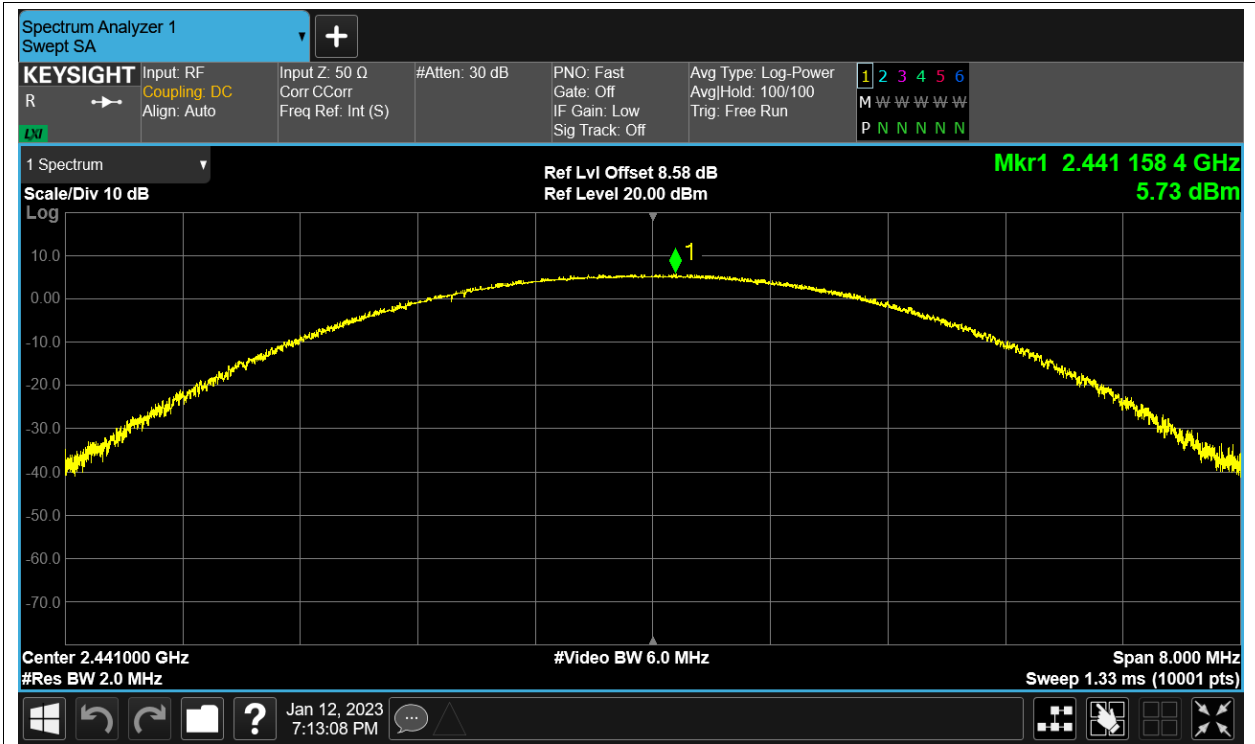 Spectrum Analyzer 1
Swept SA
KEYSIGHT
R
LXI
Input: RF
Coupling: DC
Align: Auto
Input Z: 50 Ω
Corr CCorr
Freq Ref: Int (S)
#Atten: 30 dB
PNO: Fast
Gate: Off
IF Gain: Low
Sig Track: Off
Avg Type: Log-Power
Avg|Hold: 100/100
Trig: Free Run
1 2 3 4 5 6
M W W W W W
P N N N N N
1 Spectrum
Scale/Div 10 dB
Log
Ref Lvl Offset 8.58 dB
Ref Level 20.00 dBm
Mkr1 2.441 158 4 GHz
5.73 dBm
1
10.0
0.00
-10.0
-20.0
-30.0
-40.0
-50.0
-60.0
-70.0
Center 2.441000 GHz
#Res BW 2.0 MHz
#Video BW 6.0 MHz
Span 8.000 MHz
Sweep 1.33 ms (10001 pts)
?
Jan 12, 2023
7:13:08 PM